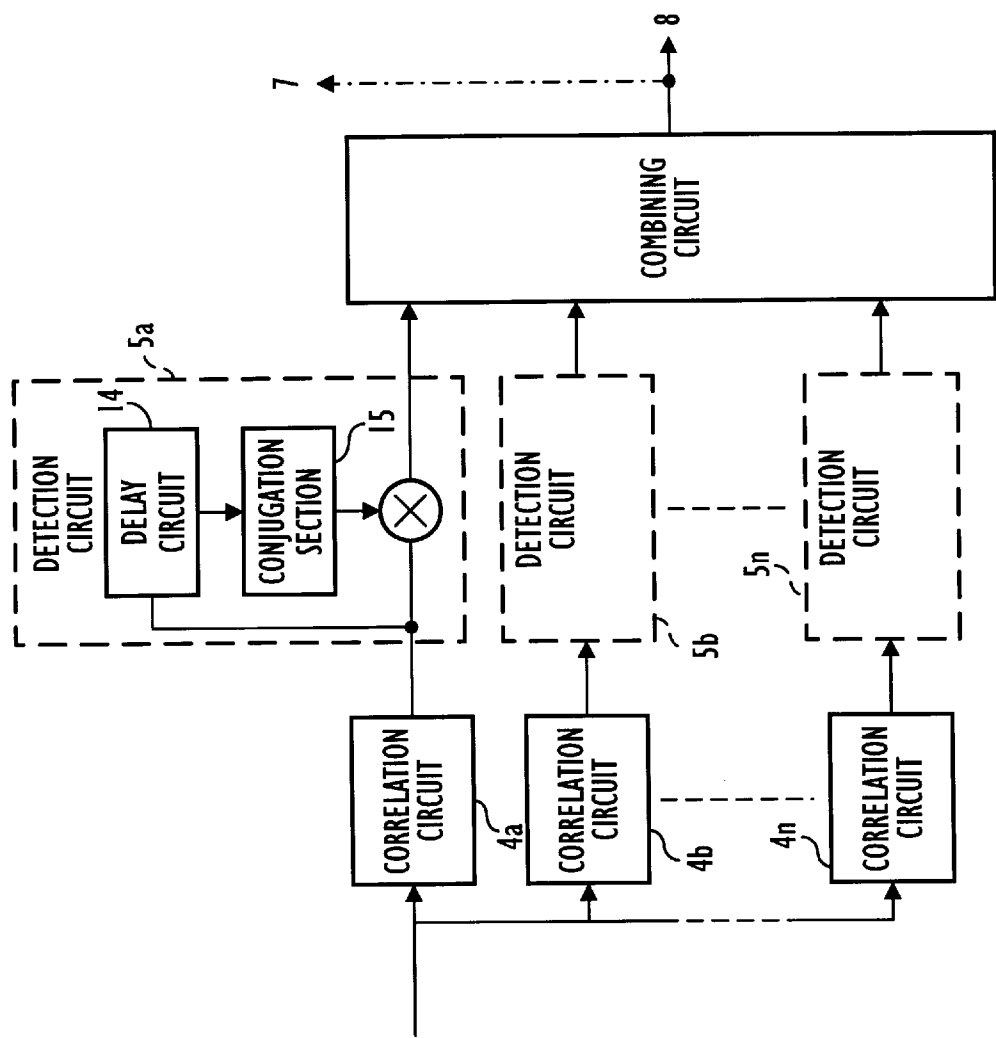 DETECTION
CIRCUIT
5a
14
DELAY
CIRCUIT
CONJUGATION
SECTION
15
7
8
CORRELATION
CIRCUIT
4a
COMBINING
CIRCUIT
CORRELATION
CIRCUIT
4b
DETECTION
CIRCUIT
5b
CORRELATION
CIRCUIT
4n
DETECTION
CIRCUIT
5n